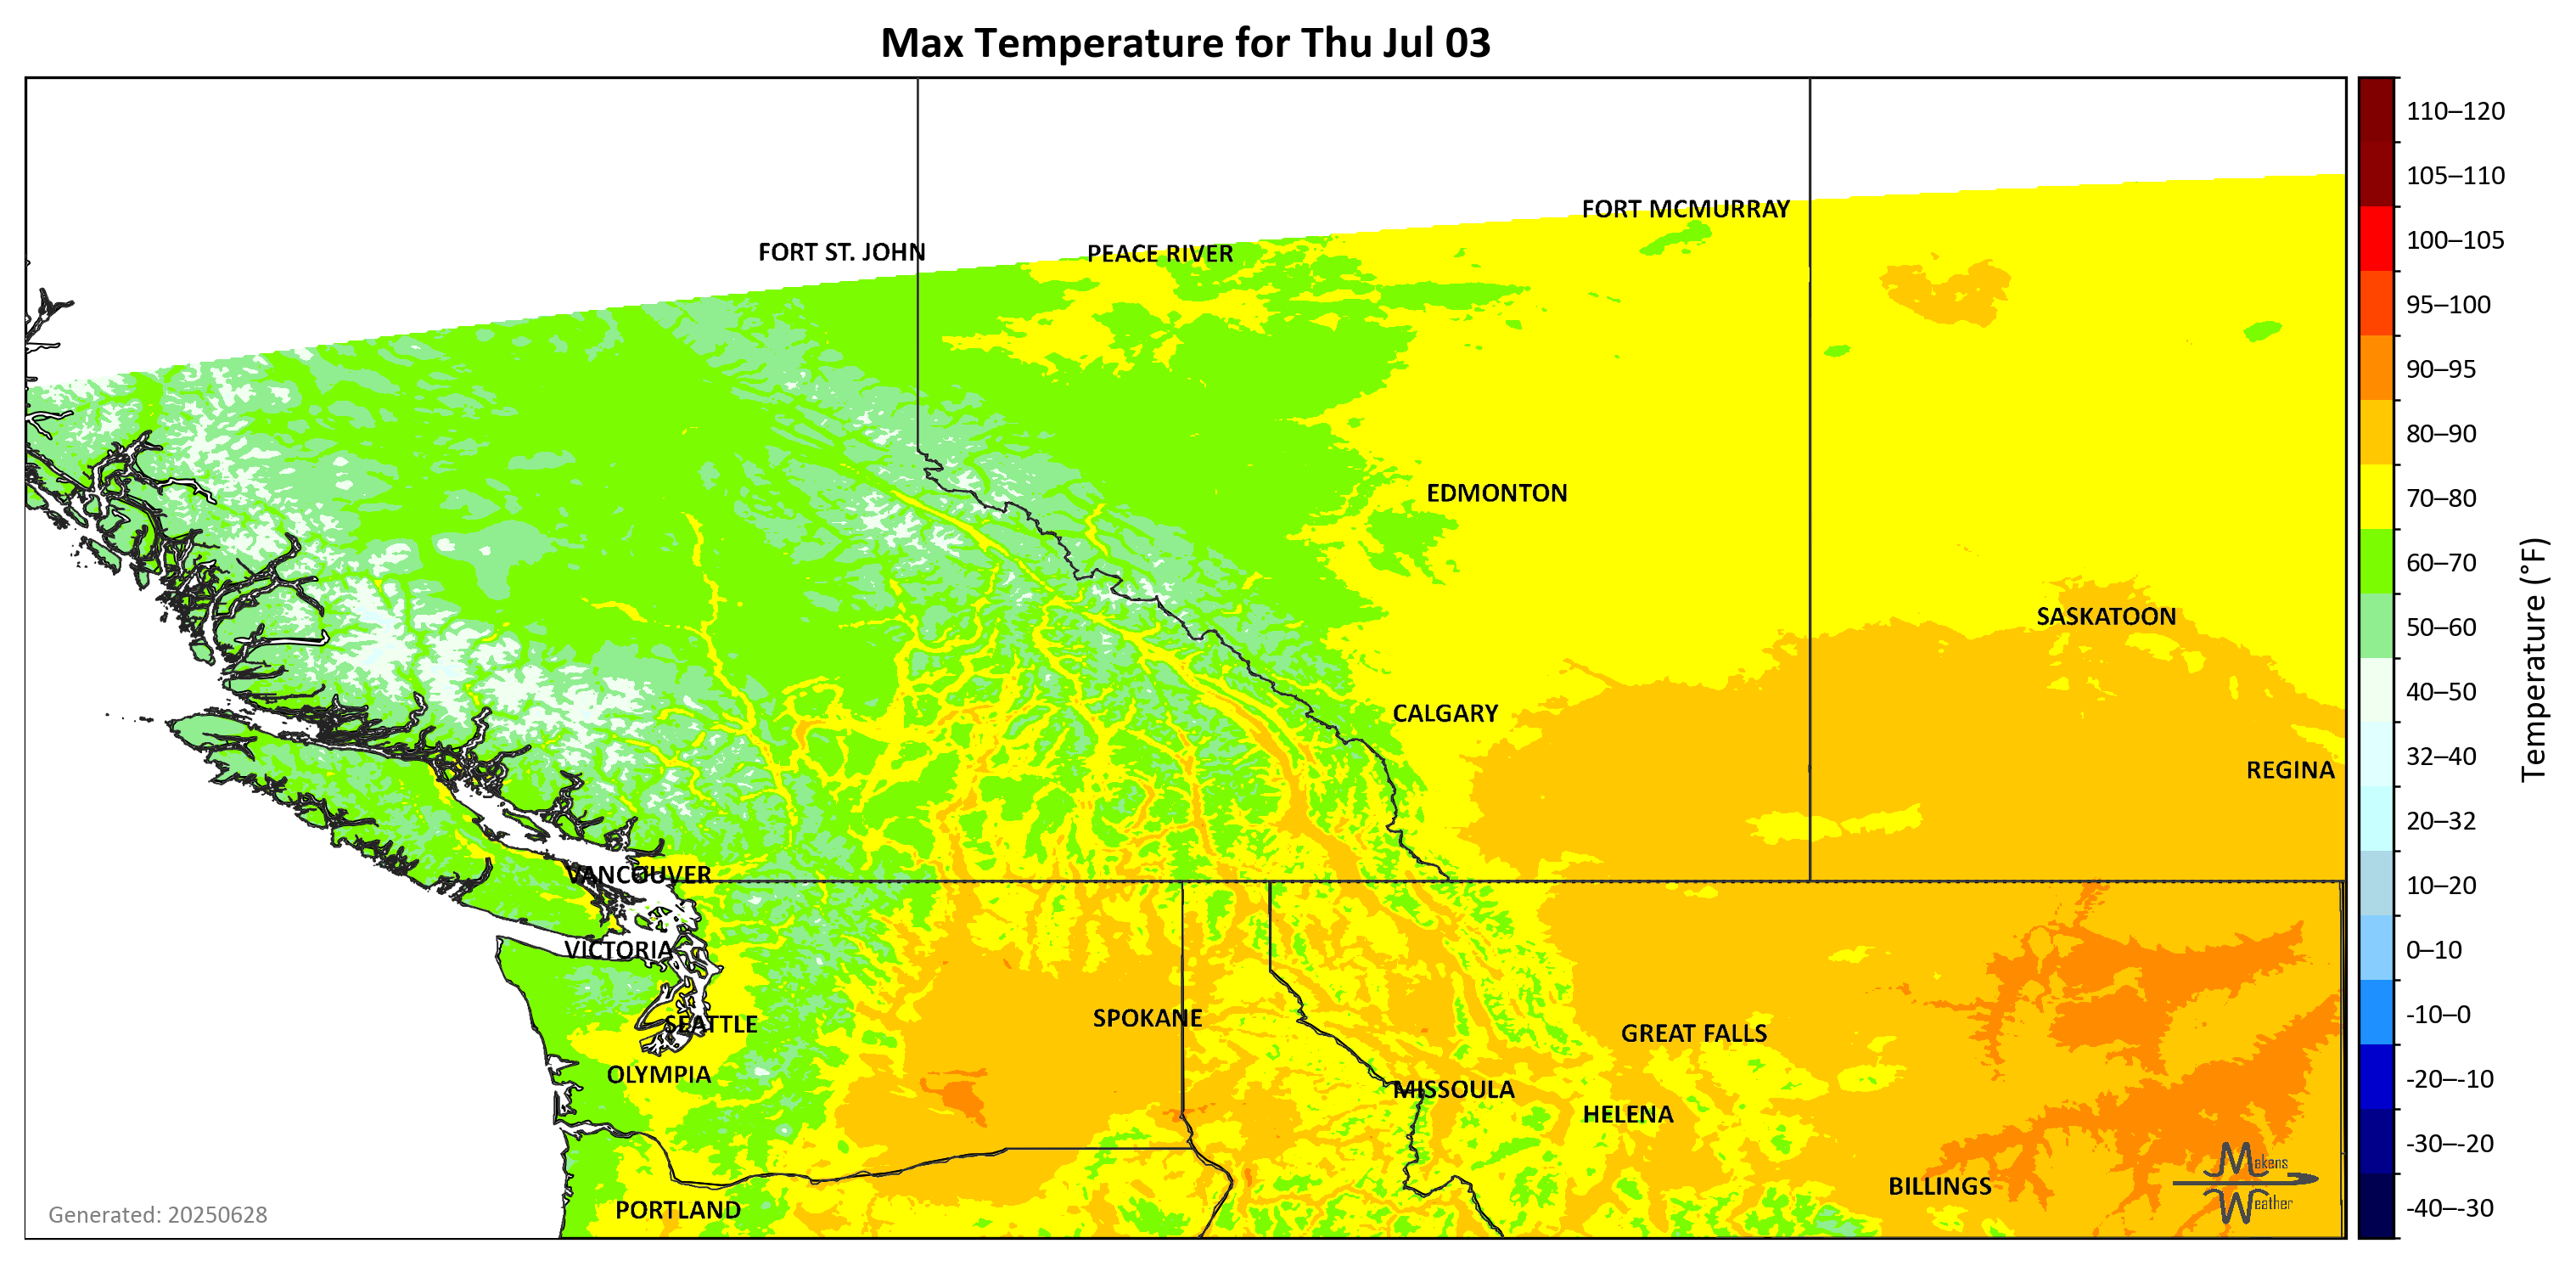 Max Temperature for Thu Jul 03
FORT MCMURRAY
FORT ST. JOHN
PEACE RIVER
EDMONTON
SASKATOON
CALGARY
REGINA
VANCOUVER
VICTORIA
SEATTLE
SPOKANE
GREAT FALLS
OLYMPIA
MISSOULA
HELENA
BILLINGS
PORTLAND
Makens
Weather
Generated: 20250628
110–120
105–110
100–105
95–100
90–95
80–90
70–80
60–70
50–60
40–50
32–40
20–32
10–20
0–10
-10–0
-20–-10
-30–-20
-40–-30
Temperature (°F)